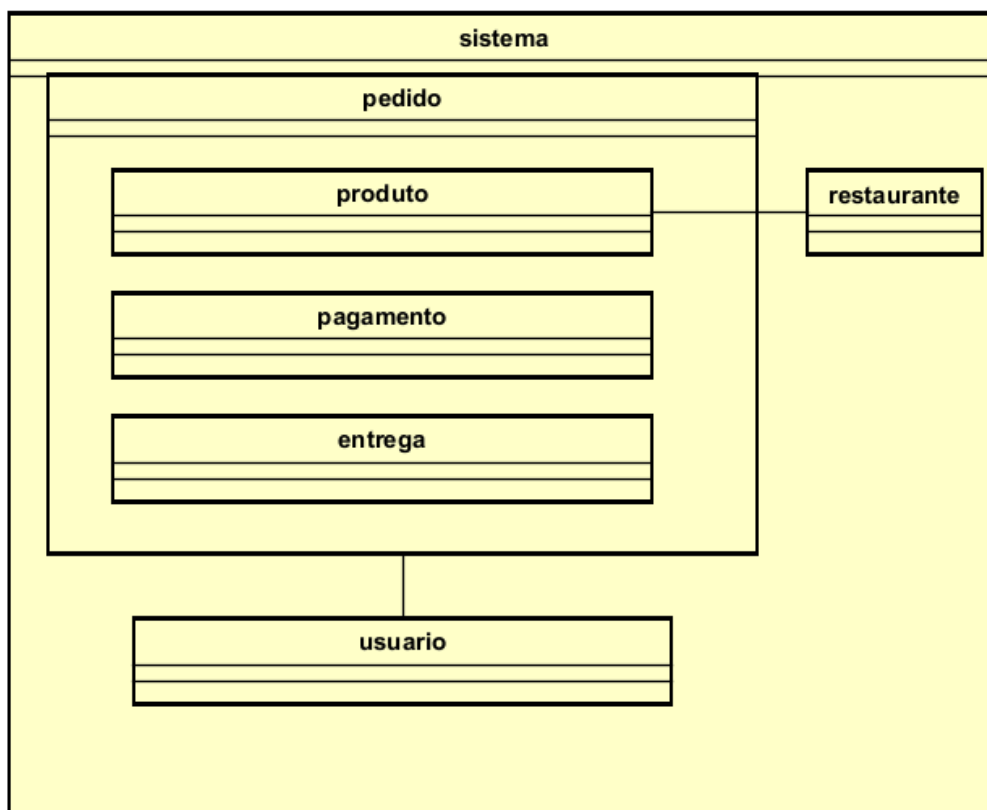 sistema
pedido
produto
restaurante
pagamento
entrega
usuario